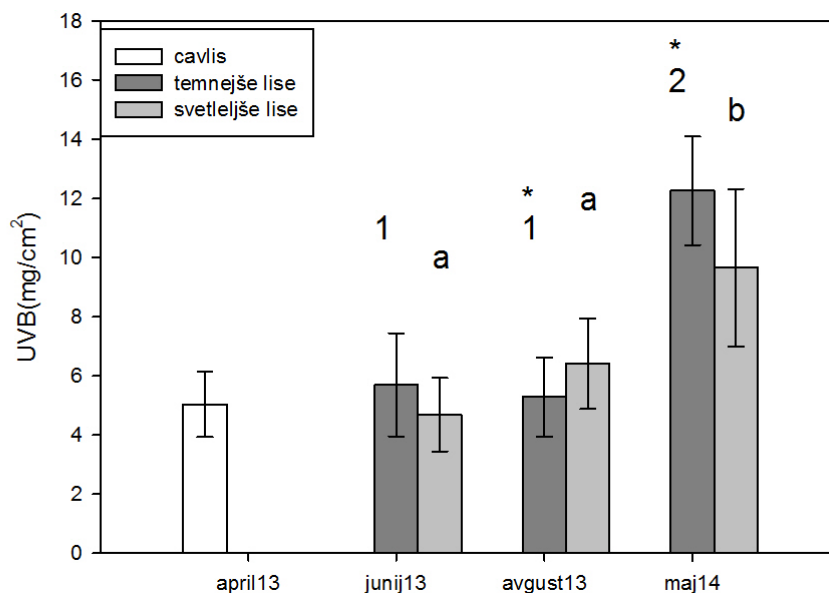 18
16
14
12
10
8
6
4
2
0
UVB(mg/cm²)
cavlis
temnejše lise
svetleljše lise
1
a
*
1
a
*
2
b
april13 junij13 avgust13 maj14